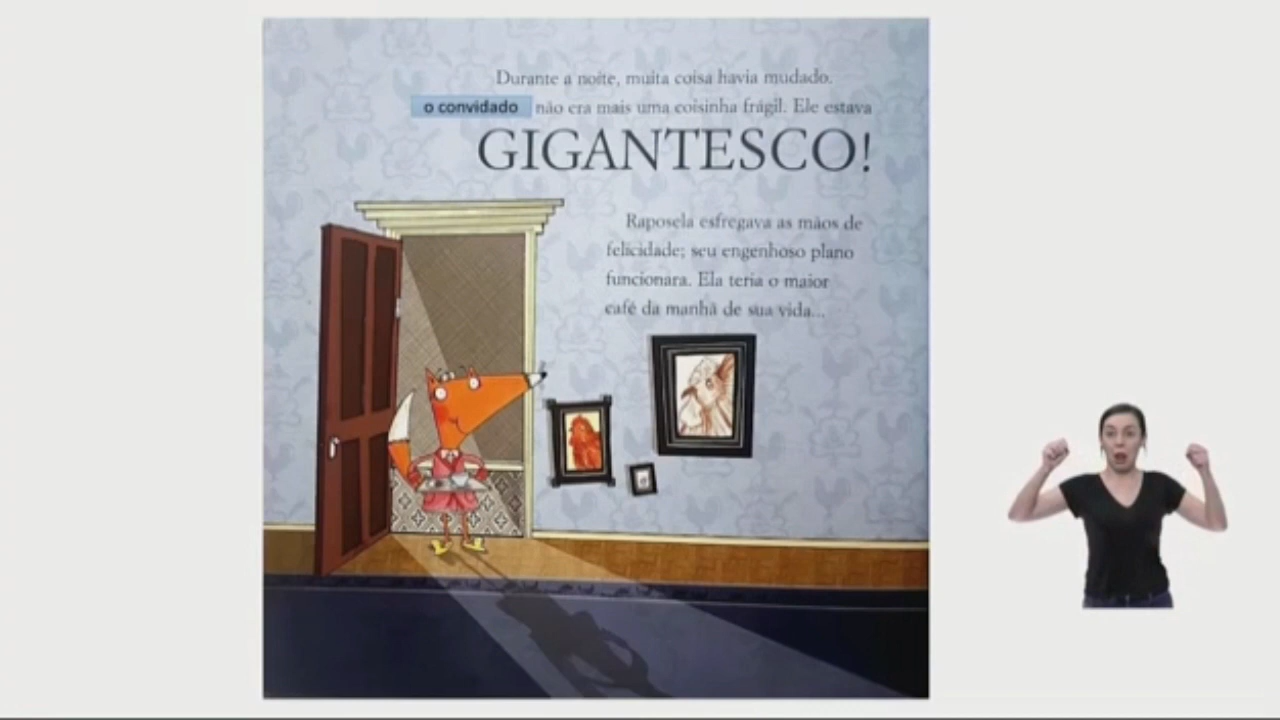 Durante a noite, muita coisa havia mudado.
o convidado não era mais uma coisinha frágil. Ele estava
GIGANTESCO!
Raposela esfregava as mãos de
felicidade; seu engenhoso plano
funcionara. Ela teria o maior
café da manhã de sua vida...